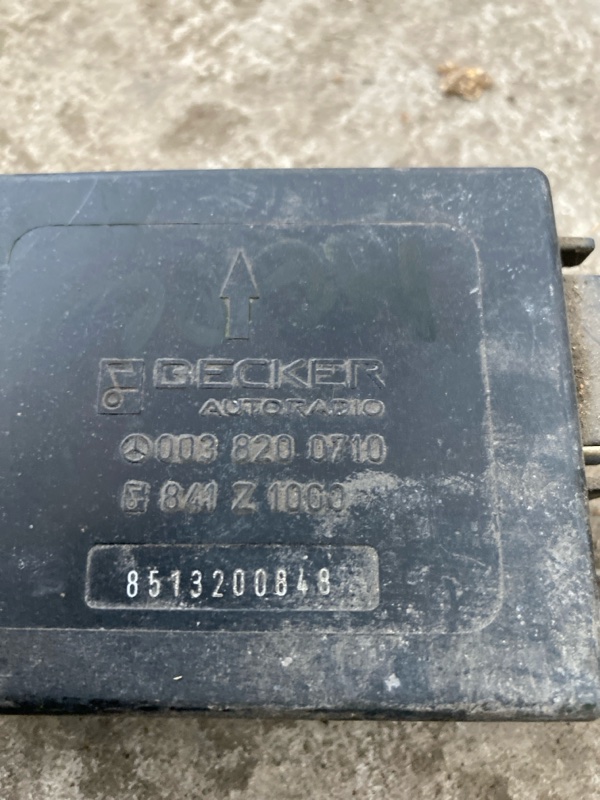 BECKER
AUTORADIO
003 820 0710
841 Z 1000
8513200848